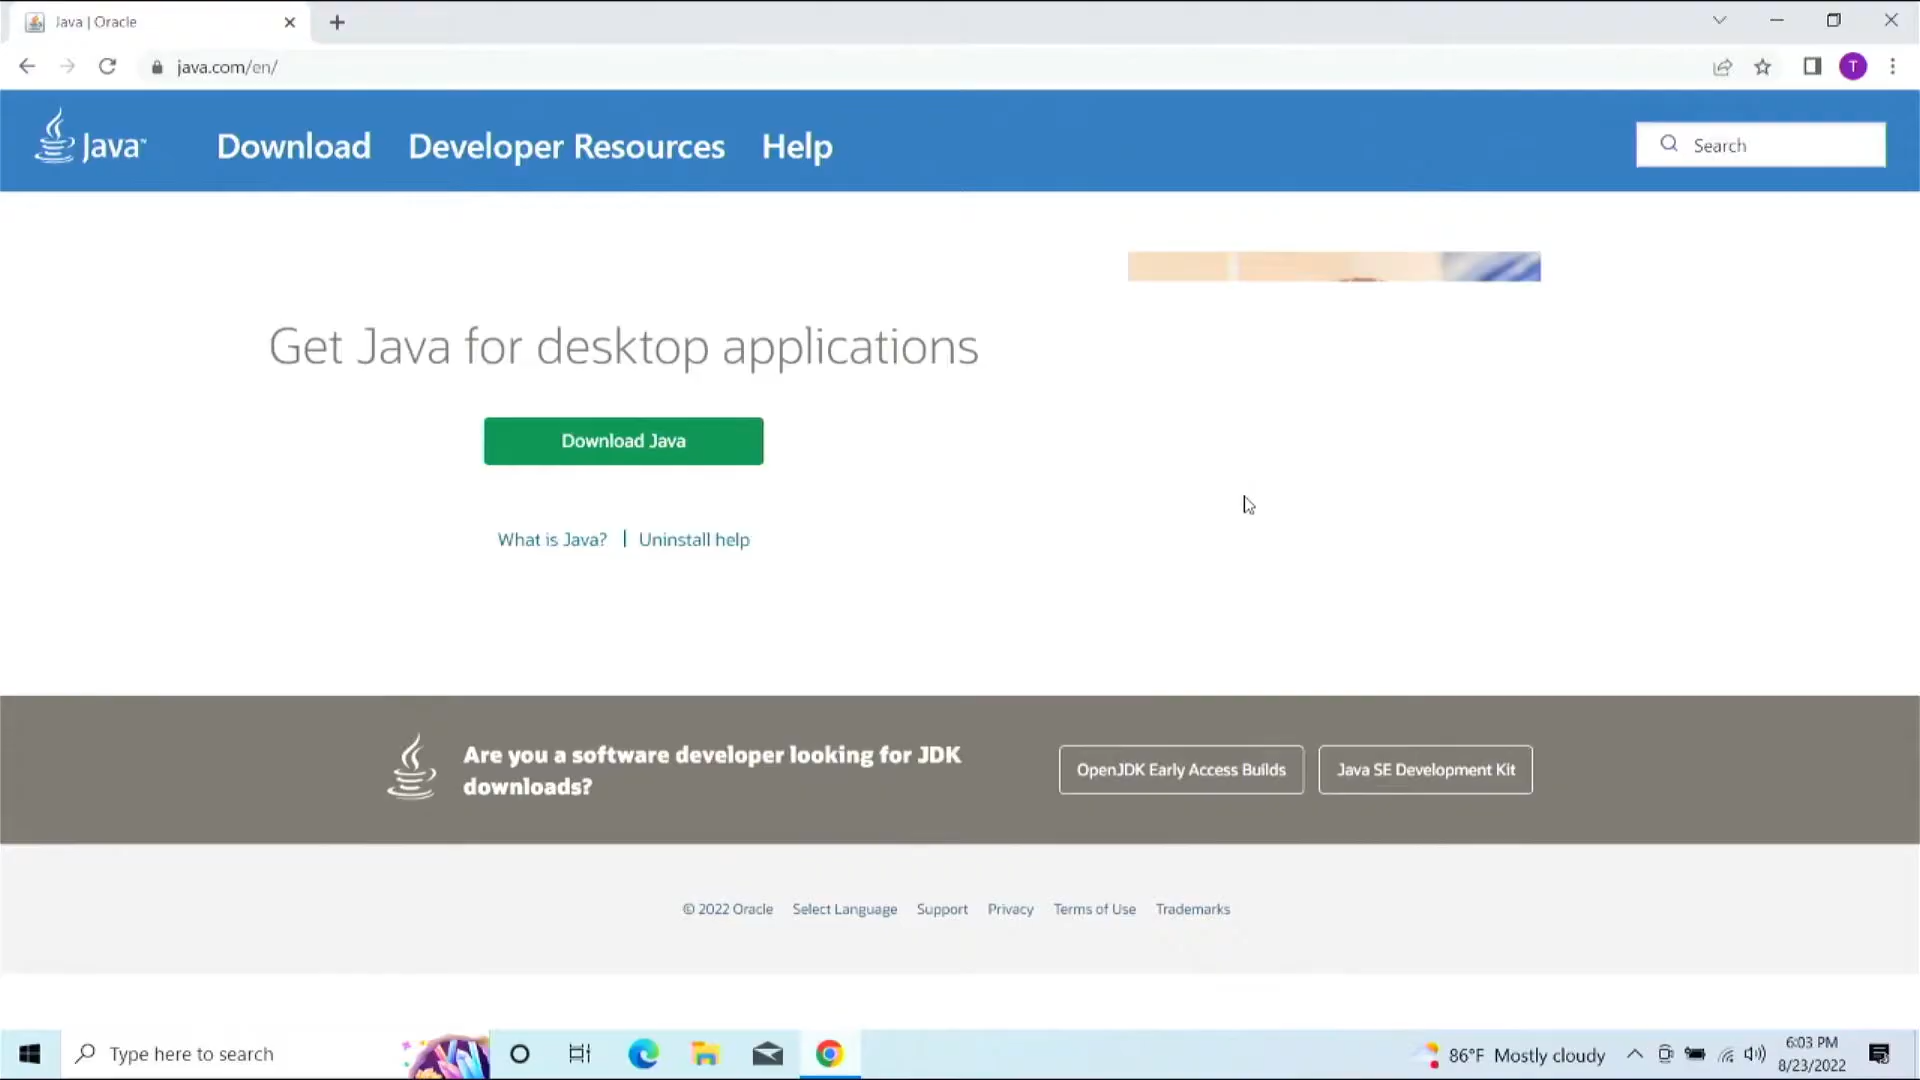 Java | Oracle
java.com/en/
T
Java™
Download
Developer Resources
Help
Search
Get Java for desktop applications
Download Java
What is Java? | Uninstall help
Are you a software developer looking for JDK
downloads?
OpenJDK Early Access Builds
Java SE Development Kit
© 2022 Oracle
Select Language
Support
Privacy
Terms of Use
Trademarks
Type here to search
86°F Mostly cloudy
6:03 PM
8/23/2022